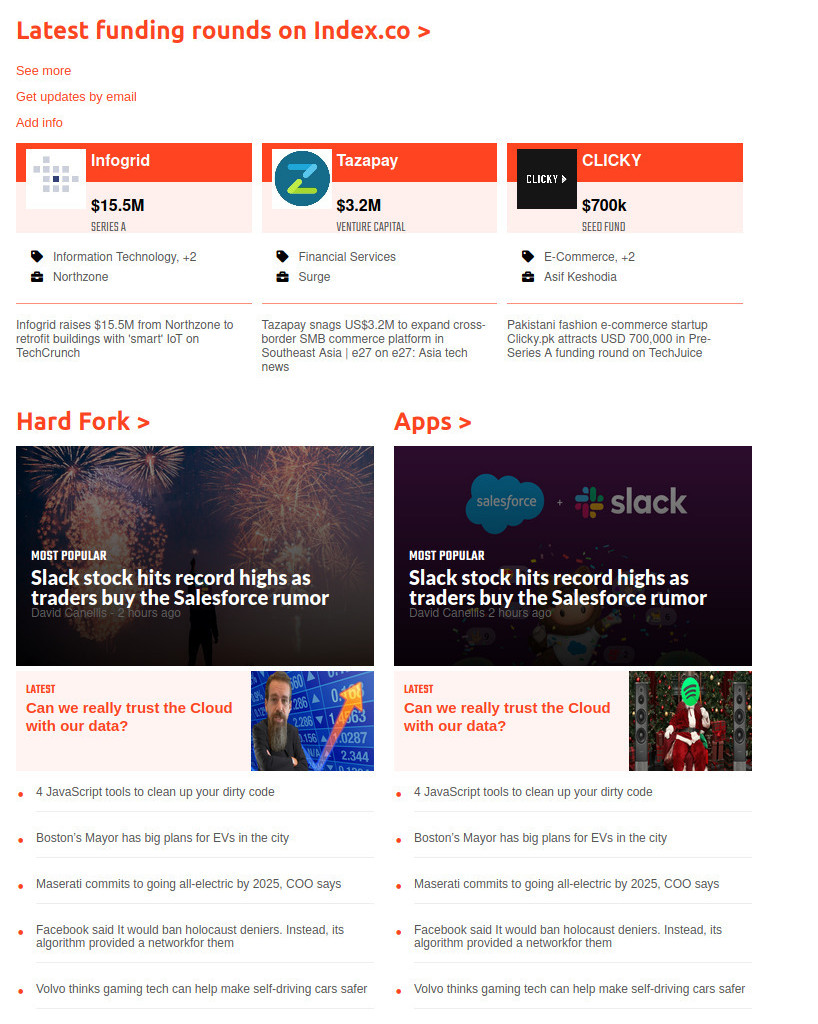 Latest funding rounds on Index.co >
See more
Get updates by email
Add info
Infogrid
$15.5M
SERIES A
Information Technology, +2
Northzone
Infogrid raises $15.5M from Northzone to
retrofit buildings with 'smart' IoT on
TechCrunch
Tazapay
$3.2M
VENTURE CAPITAL
Financial Services
Surge
Tazapay snags US$3.2M to expand cross-
border SMB commerce platform in
Southeast Asia | e27 on e27: Asia tech
news
CLICKY
CLICKY
$700k
SEED FUND
E-Commerce, +2
Asif Keshodia
Pakistani fashion e-commerce startup
Clicky.pk attracts USD 700,000 in Pre-
Series A funding round on TechJuice
Hard Fork >
MOST POPULAR
Slack stock hits record highs as
traders buy the Salesforce rumor
David Canellis - 2 hours ago
LATEST
Can we really trust the Cloud
with our data?
0.168
286
2.286
1.4563
.156
1.0287
N/A
2.344
4 JavaScript tools to clean up your dirty code
Boston's Mayor has big plans for EVs in the city
Maserati commits to going all-electric by 2025, COO says
Facebook said It would ban holocaust deniers. Instead, its
algorithm provided a networkfor them
Volvo thinks gaming tech can help make self-driving cars safer
Apps >
salesforce + slack
MOST POPULAR
Slack stock hits record highs as
traders buy the Salesforce rumor
David Canellis 2 hours ago
LATEST
Can we really trust the Cloud
with our data?
4 JavaScript tools to clean up your dirty code
Boston's Mayor has big plans for EVs in the city
Maserati commits to going all-electric by 2025, COO says
Facebook said It would ban holocaust deniers. Instead, its
algorithm provided a networkfor them
Volvo thinks gaming tech can help make self-driving cars safer